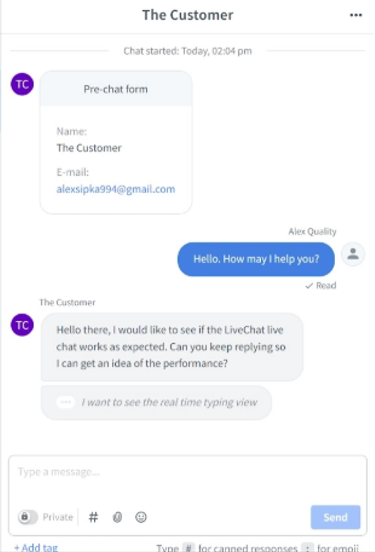 The Customer
Chat started: Today, 02:04 pm
TC
Pre-chat form
Name:
The Customer
E-mail:
alexsipka994@gmail.com
Alex Quality
Hello. How may I help you?
✓ Read
The Customer
TC
Hello there, I would like to see if the LiveChat live
chat works as expected. Can you keep replying so
I can get an idea of the performance?
I want to see the real time typing view
Type a message...
Private
#
Send
+ Add tag
Type # for canned responses : for emoji